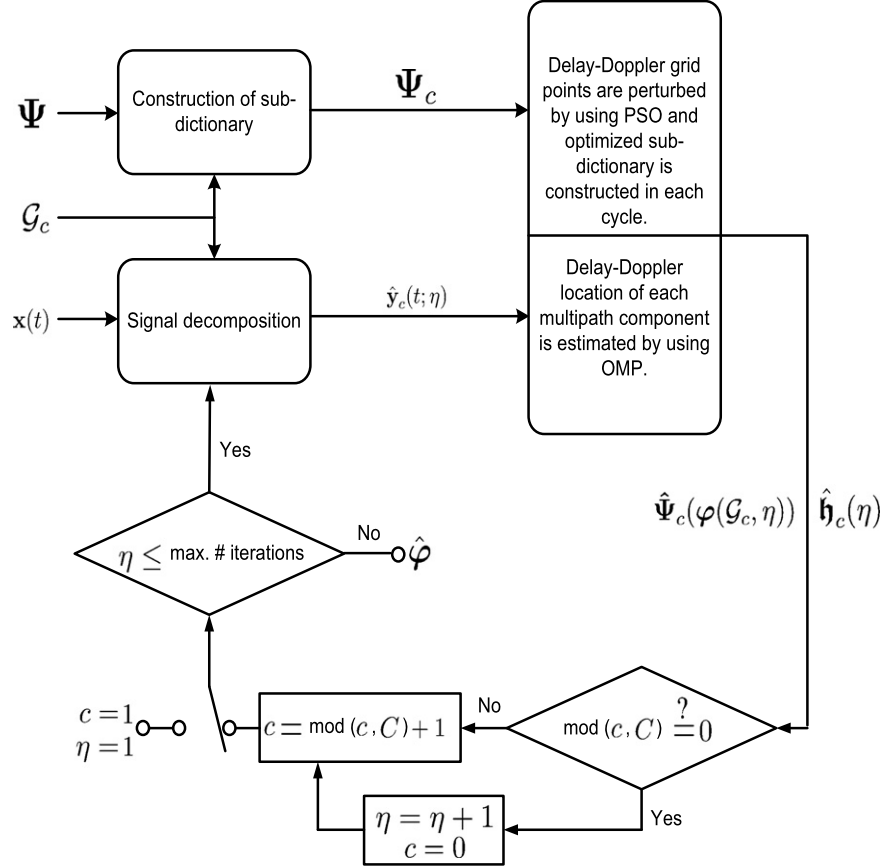 Ψ
Construction of sub-
dictionary
Ψ_c
Delay-Doppler grid
points are perturbed
by using PSO and
optimized sub-
dictionary is
constructed in each
cycle.
𝒢_c
x(t)
Signal decomposition
ŷ_c(t; η)
Delay-Doppler
location of each
multipath component
is estimated by using
OMP.
Yes
η ≤ max. # iterations
No
φ̂
Ψ̂_c(φ(𝒢_c, η))
𝔥̂_c(η)
c = 1
η = 1
c = mod (c, C) + 1
No
mod (c, C) ≟ 0
Yes
η = η + 1
c = 0